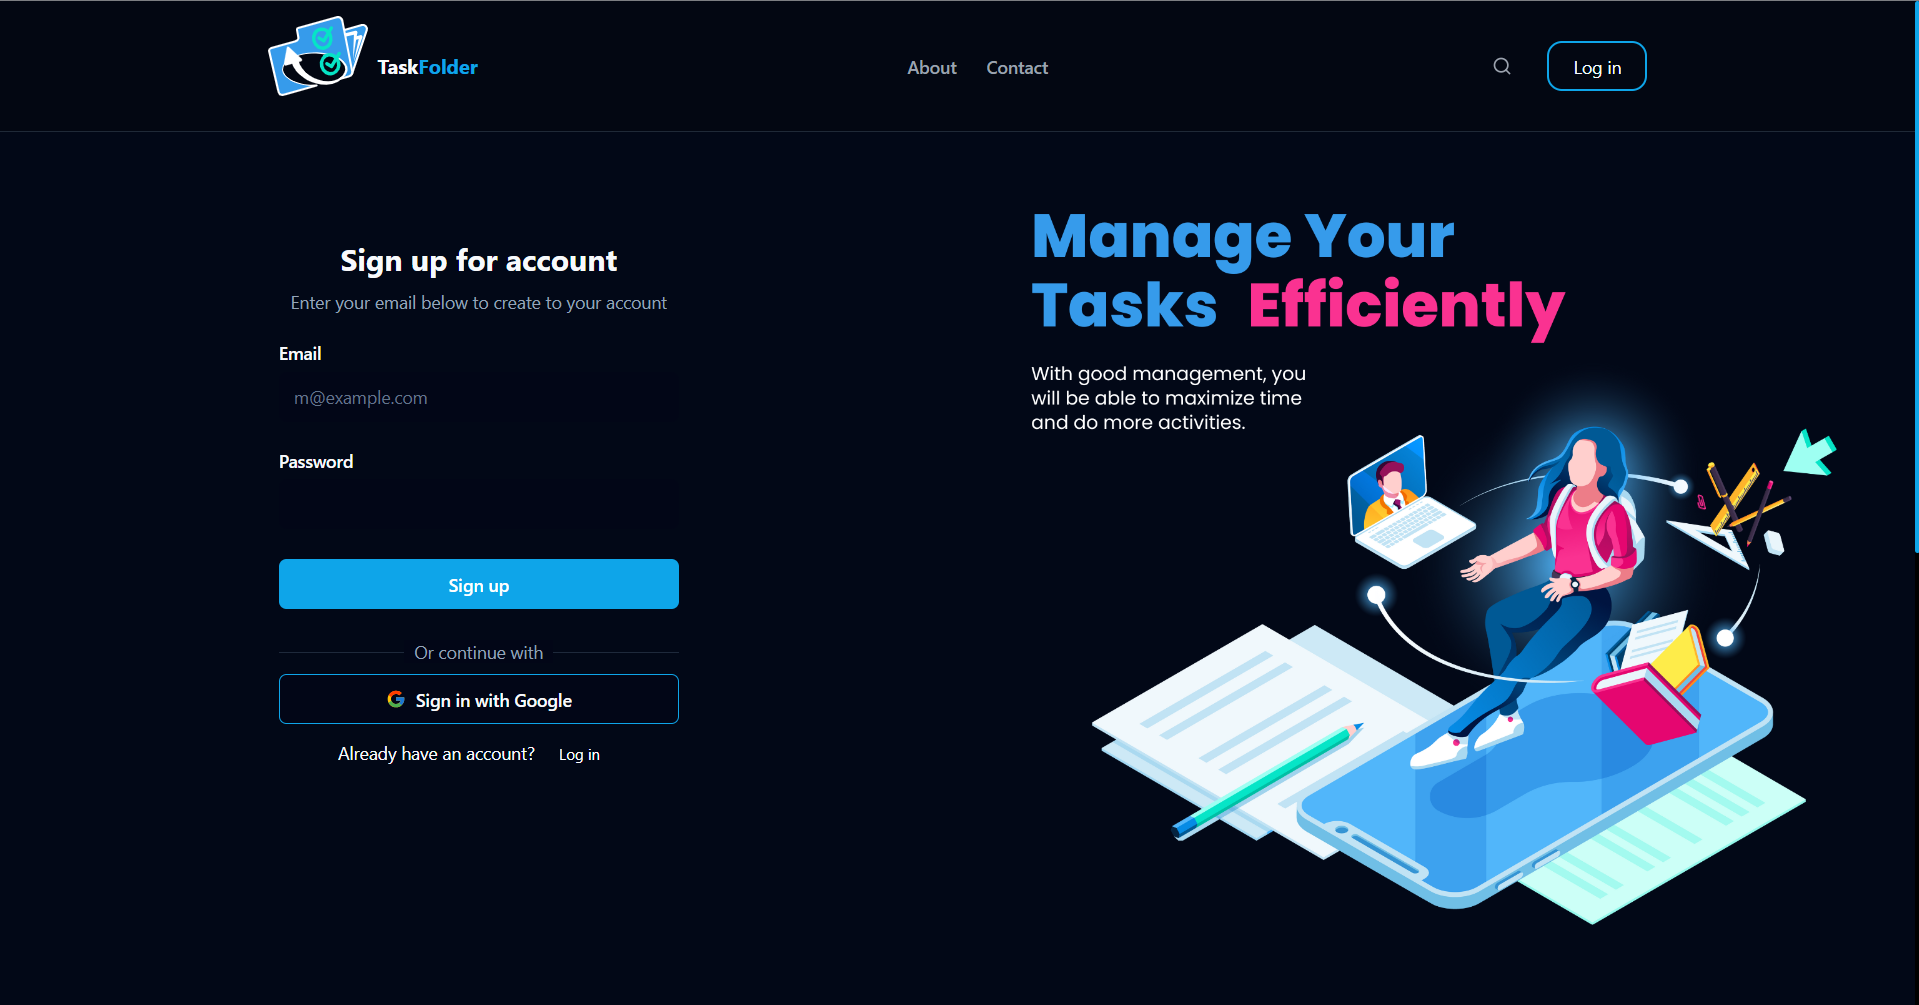 TaskFolder
About
Contact
Log in
Sign up for account
Enter your email below to create to your account
Email
m@example.com
Password
Sign up
Or continue with
Sign in with Google
Already have an account? Log in
Manage Your
Tasks Efficiently
With good management, you
will be able to maximize time
and do more activities.